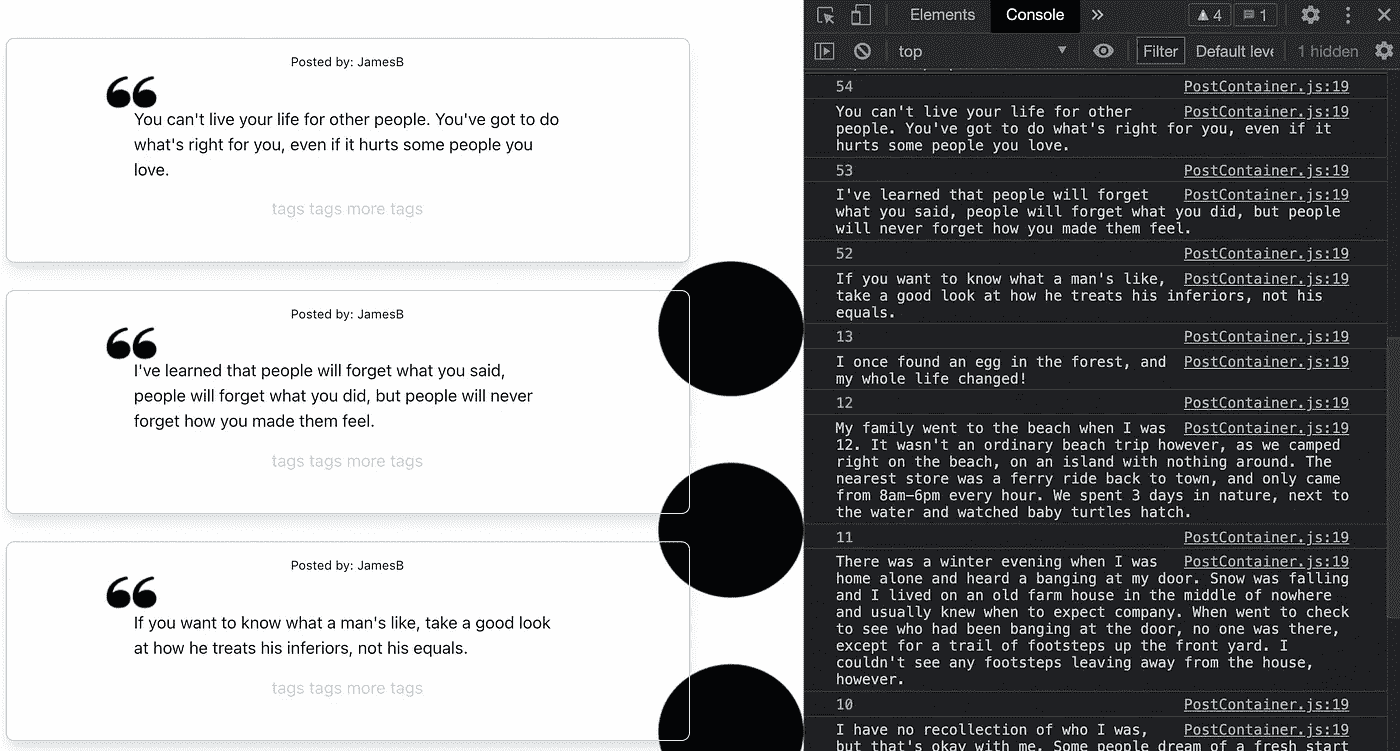 Posted by: JamesB
You can't live your life for other people. You've got to do
what's right for you, even if it hurts some people you
love.
tags tags more tags
Posted by: JamesB
I've learned that people will forget what you said,
people will forget what you did, but people will never
forget how you made them feel.
tags tags more tags
Posted by: JamesB
If you want to know what a man's like, take a good look
at how he treats his inferiors, not his equals.
tags tags more tags
Elements Console 4 1
top Filter Default leve 1 hidden
54 PostContainer.js:19
You can't live your life for other PostContainer.js:19
people. You've got to do what's right for you, even if it
hurts some people you love.
53 PostContainer.js:19
I've learned that people will forget PostContainer.js:19
what you said, people will forget what you did, but people
will never forget how you made them feel.
52 PostContainer.js:19
If you want to know what a man's like, PostContainer.js:19
take a good look at how he treats his inferiors, not his
equals.
13 PostContainer.js:19
I once found an egg in the forest, and PostContainer.js:19
my whole life changed!
12 PostContainer.js:19
My family went to the beach when I was PostContainer.js:19
12. It wasn't an ordinary beach trip however, as we camped
right on the beach, on an island with nothing around. The
nearest store was a ferry ride back to town, and only came
from 8am–6pm every hour. We spent 3 days in nature, next to
the water and watched baby turtles hatch.
11 PostContainer.js:19
There was a winter evening when I was PostContainer.js:19
home alone and heard a banging at my door. Snow was falling
and I lived on an old farm house in the middle of nowhere
and usually knew when to expect company. When went to check
to see who had been banging at the door, no one was there,
except for a trail of footsteps up the front yard. I
couldn't see any footsteps leaving away from the house,
however.
10 PostContainer.js:19
I have no recollection of who I was, PostContainer.js:19
but that's okay with me. Some people dream of a fresh start